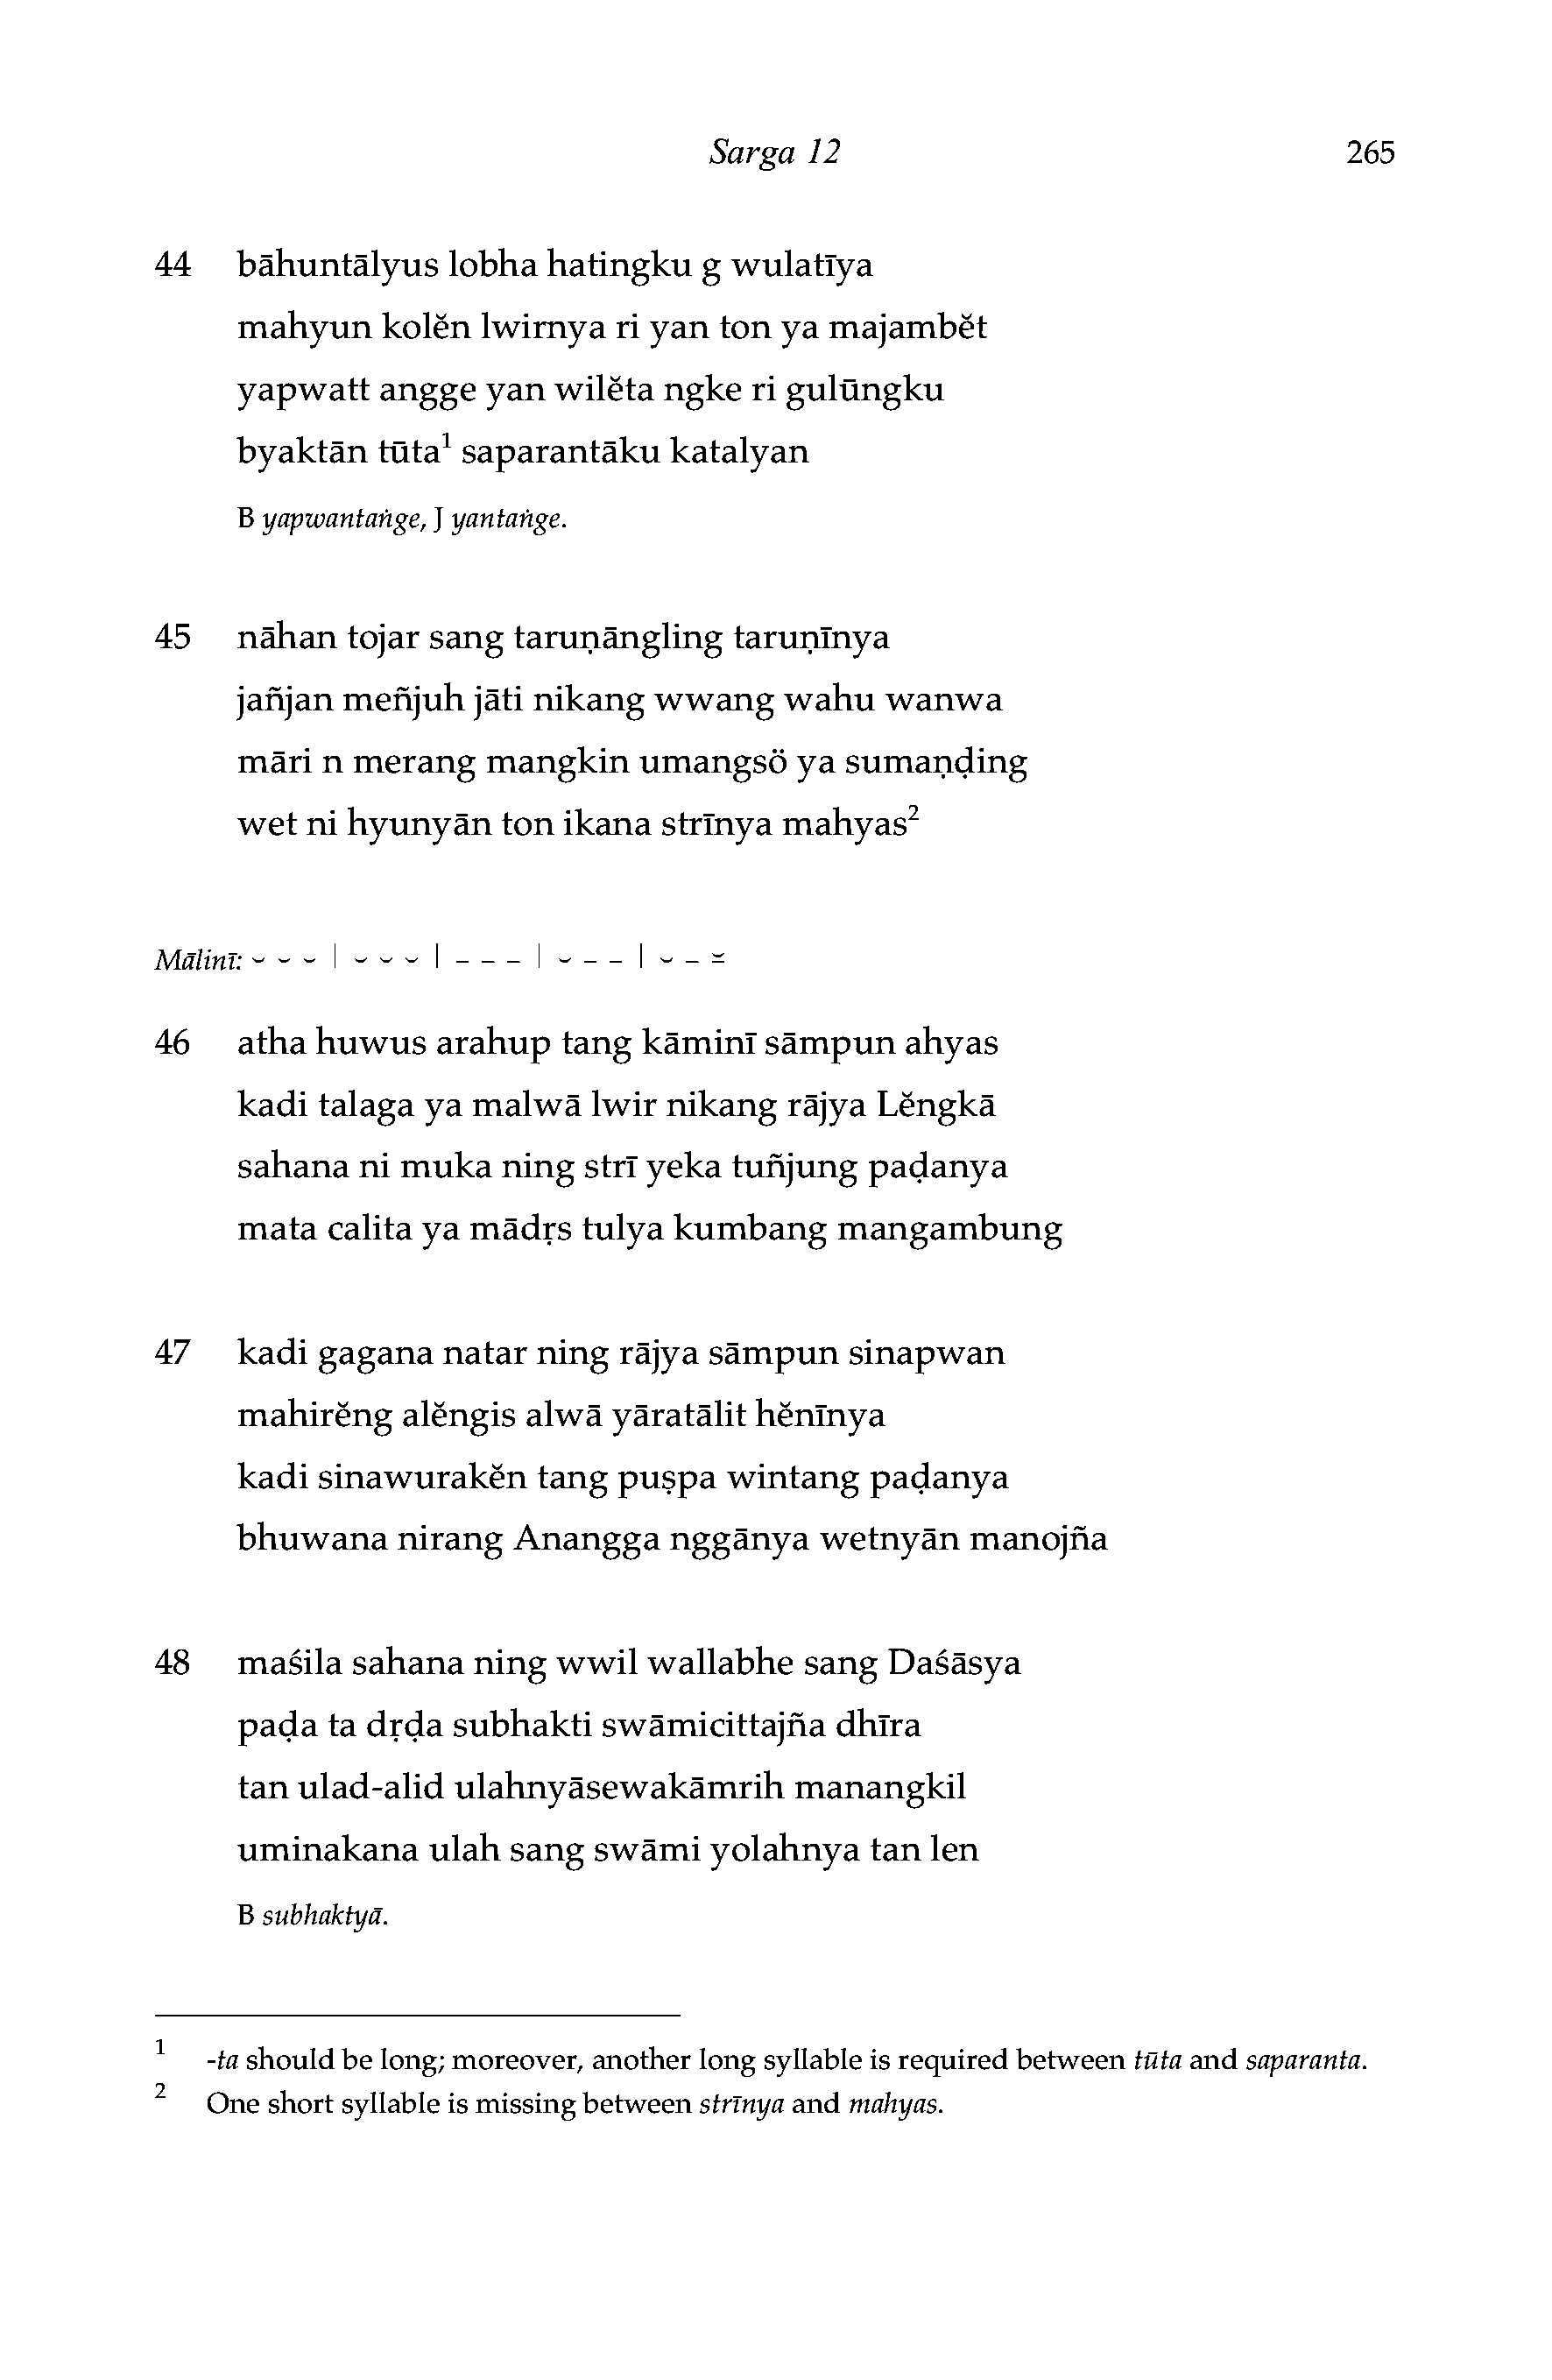 Sarga 12 265
44 bāhuntālyus lobha hatingku g wulatīya
mahyun kolĕn lwirnya ri yan ton ya majambĕt
yapwatt angge yan wilĕta ngke ri gulūngku
byaktān tūta¹ saparantāku katalyan
B yapwantaṅge, J yantaṅge.
45 nāhan tojar sang taruṇāngling taruṇīnya
jañjan meñjuh jāti nikang wwang wahu wanwa
māri n merang mangkin umangsö ya sumaṇḍing
wet ni hyunyān ton ikana strīnya mahyas²
Mālinī: ⏑ ⏑ ⏑ | ⏑ ⏑ ⏑ | – – – | ⏑ – – | ⏑ – ⏓
46 atha huwus arahup tang kāminī sāmpun ahyas
kadi talaga ya malwā lwir nikang rājya Lĕngkā
sahana ni muka ning strī yeka tuñjung paḍanya
mata calita ya mādṛs tulya kumbang mangambung
47 kadi gagana natar ning rājya sāmpun sinapwan
mahirĕng alĕngis alwā yāratālit hĕnīnya
kadi sinawurakĕn tang puṣpa wintang paḍanya
bhuwana nirang Anangga nggānya wetnyān manojña
48 maśila sahana ning wwil wallabhe sang Daśāsya
paḍa ta dṛḍa subhakti swāmicittajña dhīra
tan ulad-alid ulahnyāsewakāmrih manangkil
uminakana ulah sang swāmi yolahnya tan len
B subhaktyā.
1 -ta should be long; moreover, another long syllable is required between tūta and saparanta.
2 One short syllable is missing between strīnya and mahyas.